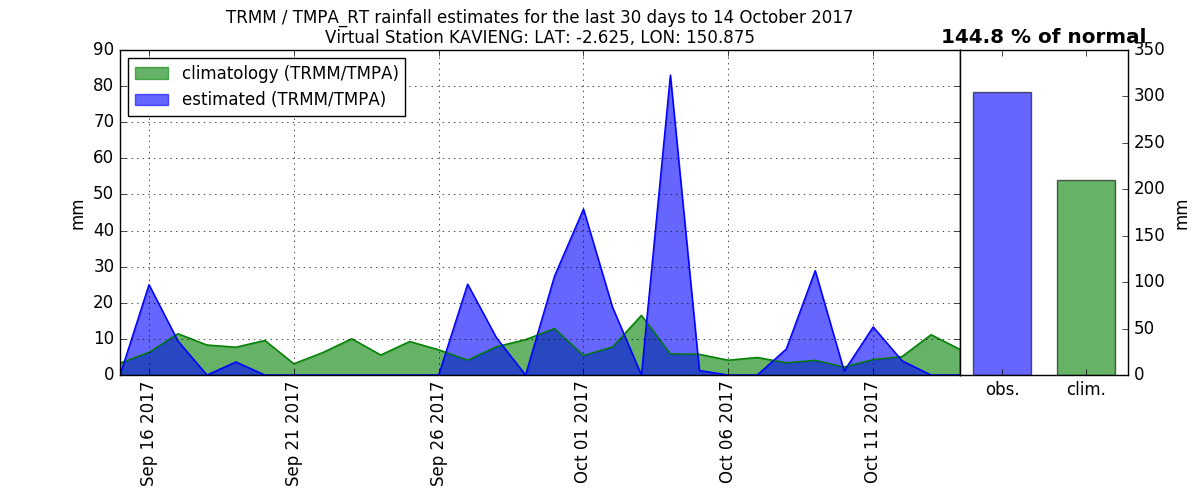 TRMM / TMPA_RT rainfall estimates for the last 30 days to 14 October 2017
Virtual Station KAVIENG: LAT: -2.625, LON: 150.875
144.8 % of normal
climatology (TRMM/TMPA)
estimated (TRMM/TMPA)
90
80
70
60
50
40
30
20
10
0
mm
Sep 16 2017
Sep 21 2017
Sep 26 2017
Oct 01 2017
Oct 06 2017
Oct 11 2017
obs.
clim.
350
300
250
200
150
100
50
0
mm